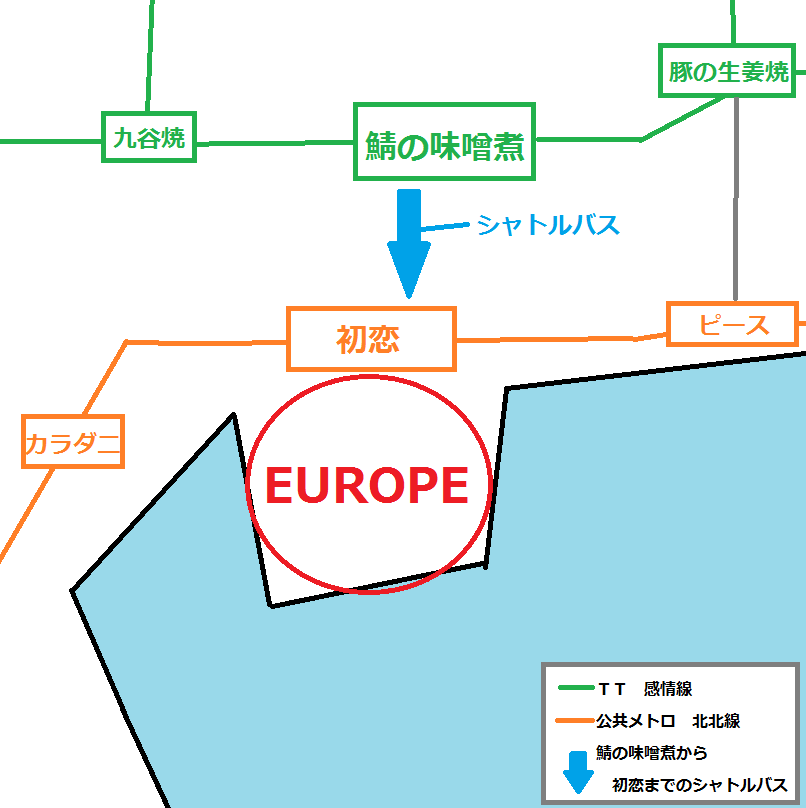 豚の生姜焼
九谷焼
鯖の味噌煮
シャトルバス
初恋
ピース
カラダニ
EUROPE
ＴＴ　感情線
公共メトロ　北北線
鯖の味噌煮から
初恋までのシャトルバス